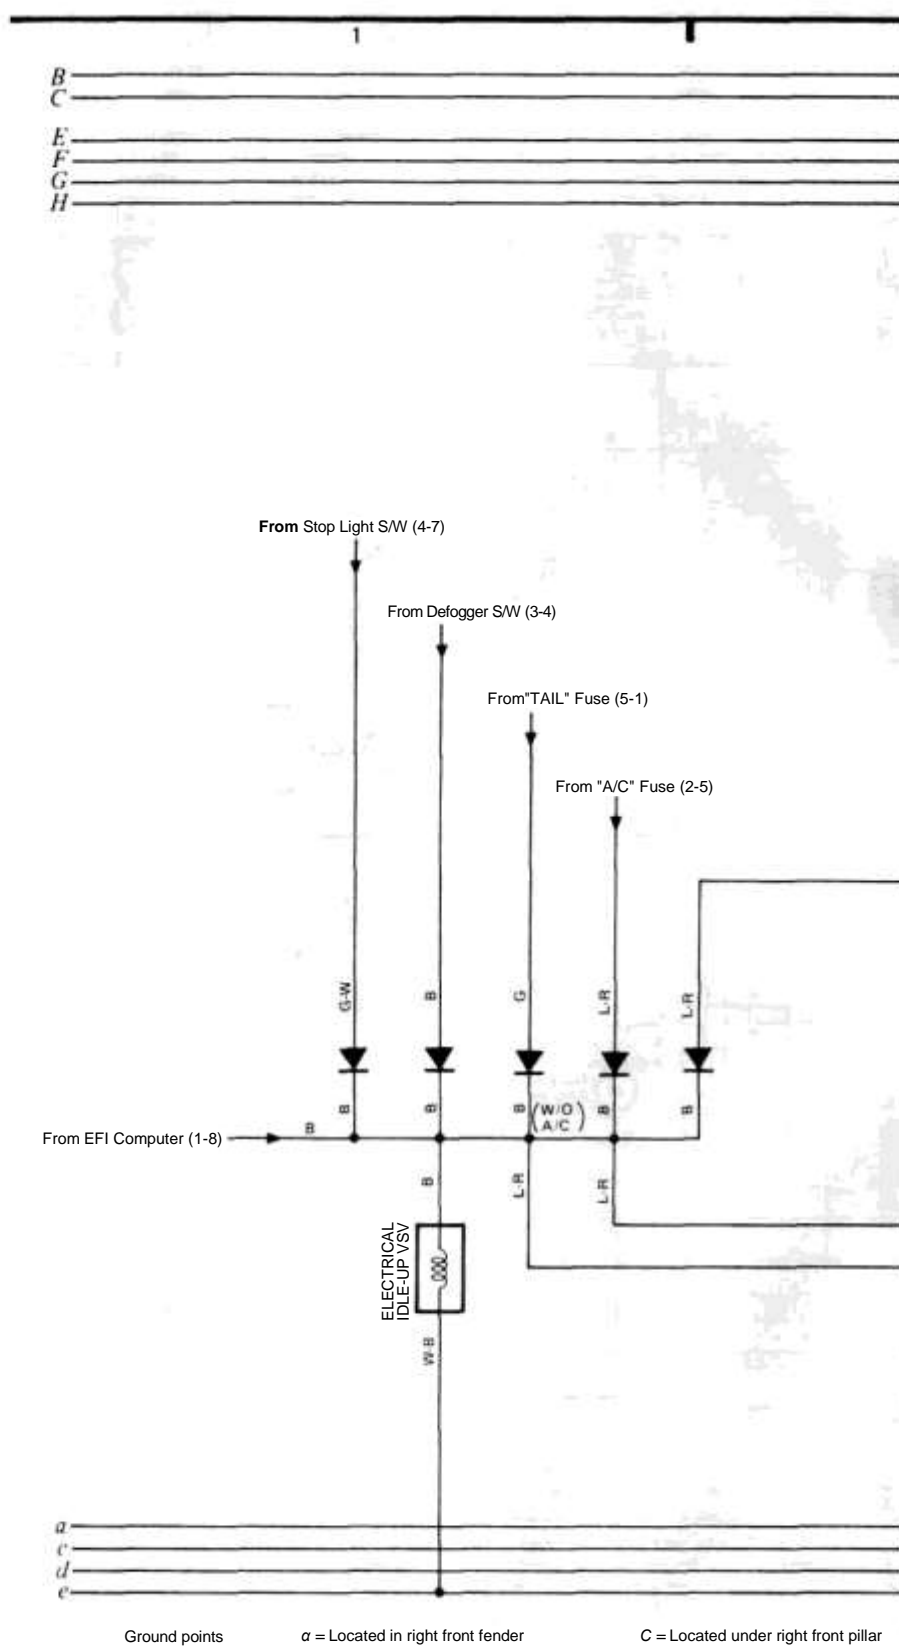 1
B
C
E
F
G
H
From Stop Light S/W (4-7)
From Defogger S/W (3-4)
From"TAIL" Fuse (5-1)
From "A/C" Fuse (2-5)
G-W
B
G
L-R
L-R
B
B
B
(W/O A/C)
B
B
From EFI Computer (1-8)
B
B
L-R
L-R
ELECTRICAL
IDLE-UP VSV
W-B
a
c
d
e
Ground points
α = Located in right front fender
C = Located under right front pillar